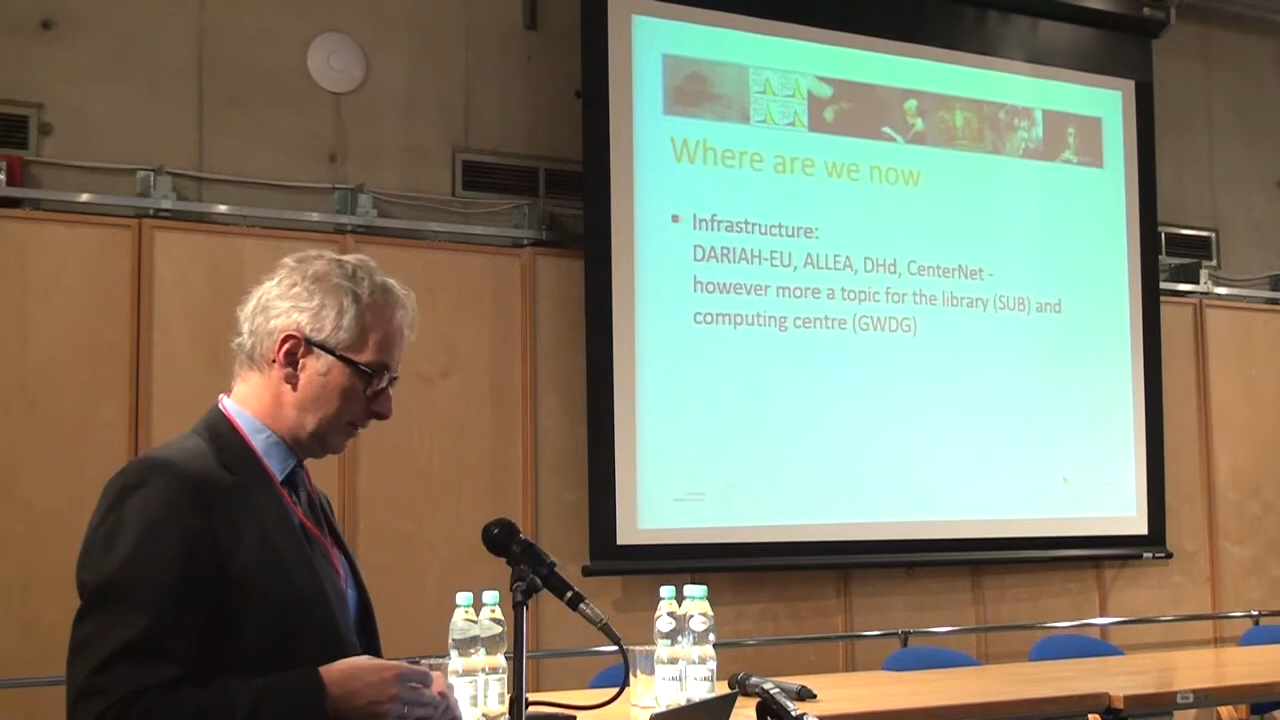 Where are we now
Infrastructure:
DARIAH-EU, ALLEA, DHd, CenterNet -
however more a topic for the library (SUB) and
computing centre (GWDG)